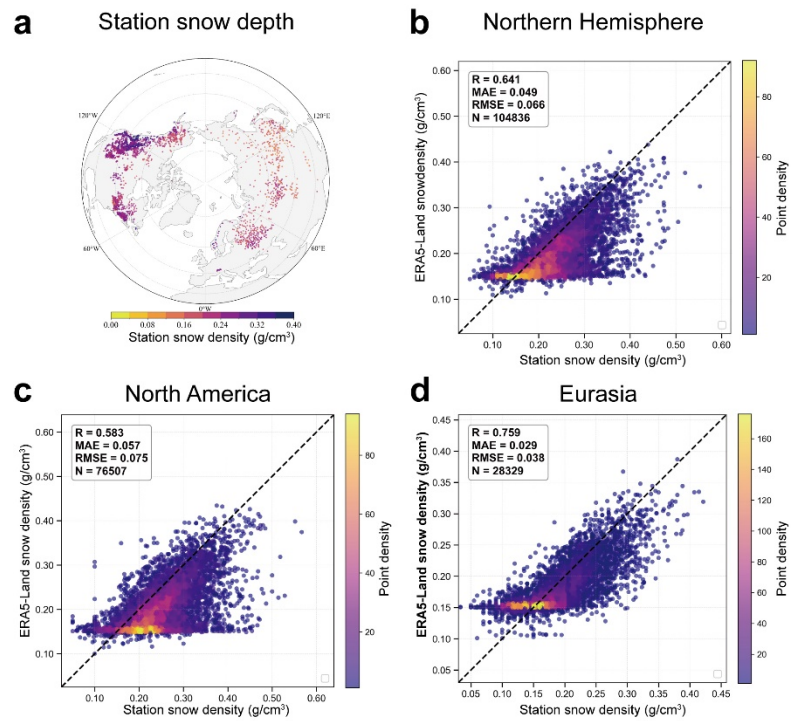 a
Station snow depth
120°W
120°E
60°W
60°E
0°W
0.00 0.08 0.16 0.24 0.32 0.40
Station snow density (g/cm³)
b
Northern Hemisphere
R = 0.641
MAE = 0.049
RMSE = 0.066
N = 104836
ERA5-Land snowdensity (g/cm³)
0.60
0.50
0.40
0.30
0.20
0.10
0.10 0.20 0.30 0.40 0.50 0.60
Station snow density (g/cm³)
80
60
40
20
Point density
c
North America
R = 0.583
MAE = 0.057
RMSE = 0.075
N = 76507
ERA5-Land snow density (g/cm³)
0.60
0.50
0.40
0.30
0.20
0.10
0.10 0.20 0.30 0.40 0.50 0.60
Station snow density (g/cm³)
80
60
40
20
Point density
d
Eurasia
R = 0.759
MAE = 0.029
RMSE = 0.038
N = 28329
ERA5-Land snow density (g/cm³)
0.45
0.40
0.35
0.30
0.25
0.20
0.15
0.10
0.05
0.05 0.10 0.15 0.20 0.25 0.30 0.35 0.40 0.45
Station snow density (g/cm³)
160
140
120
100
80
60
40
20
Point density